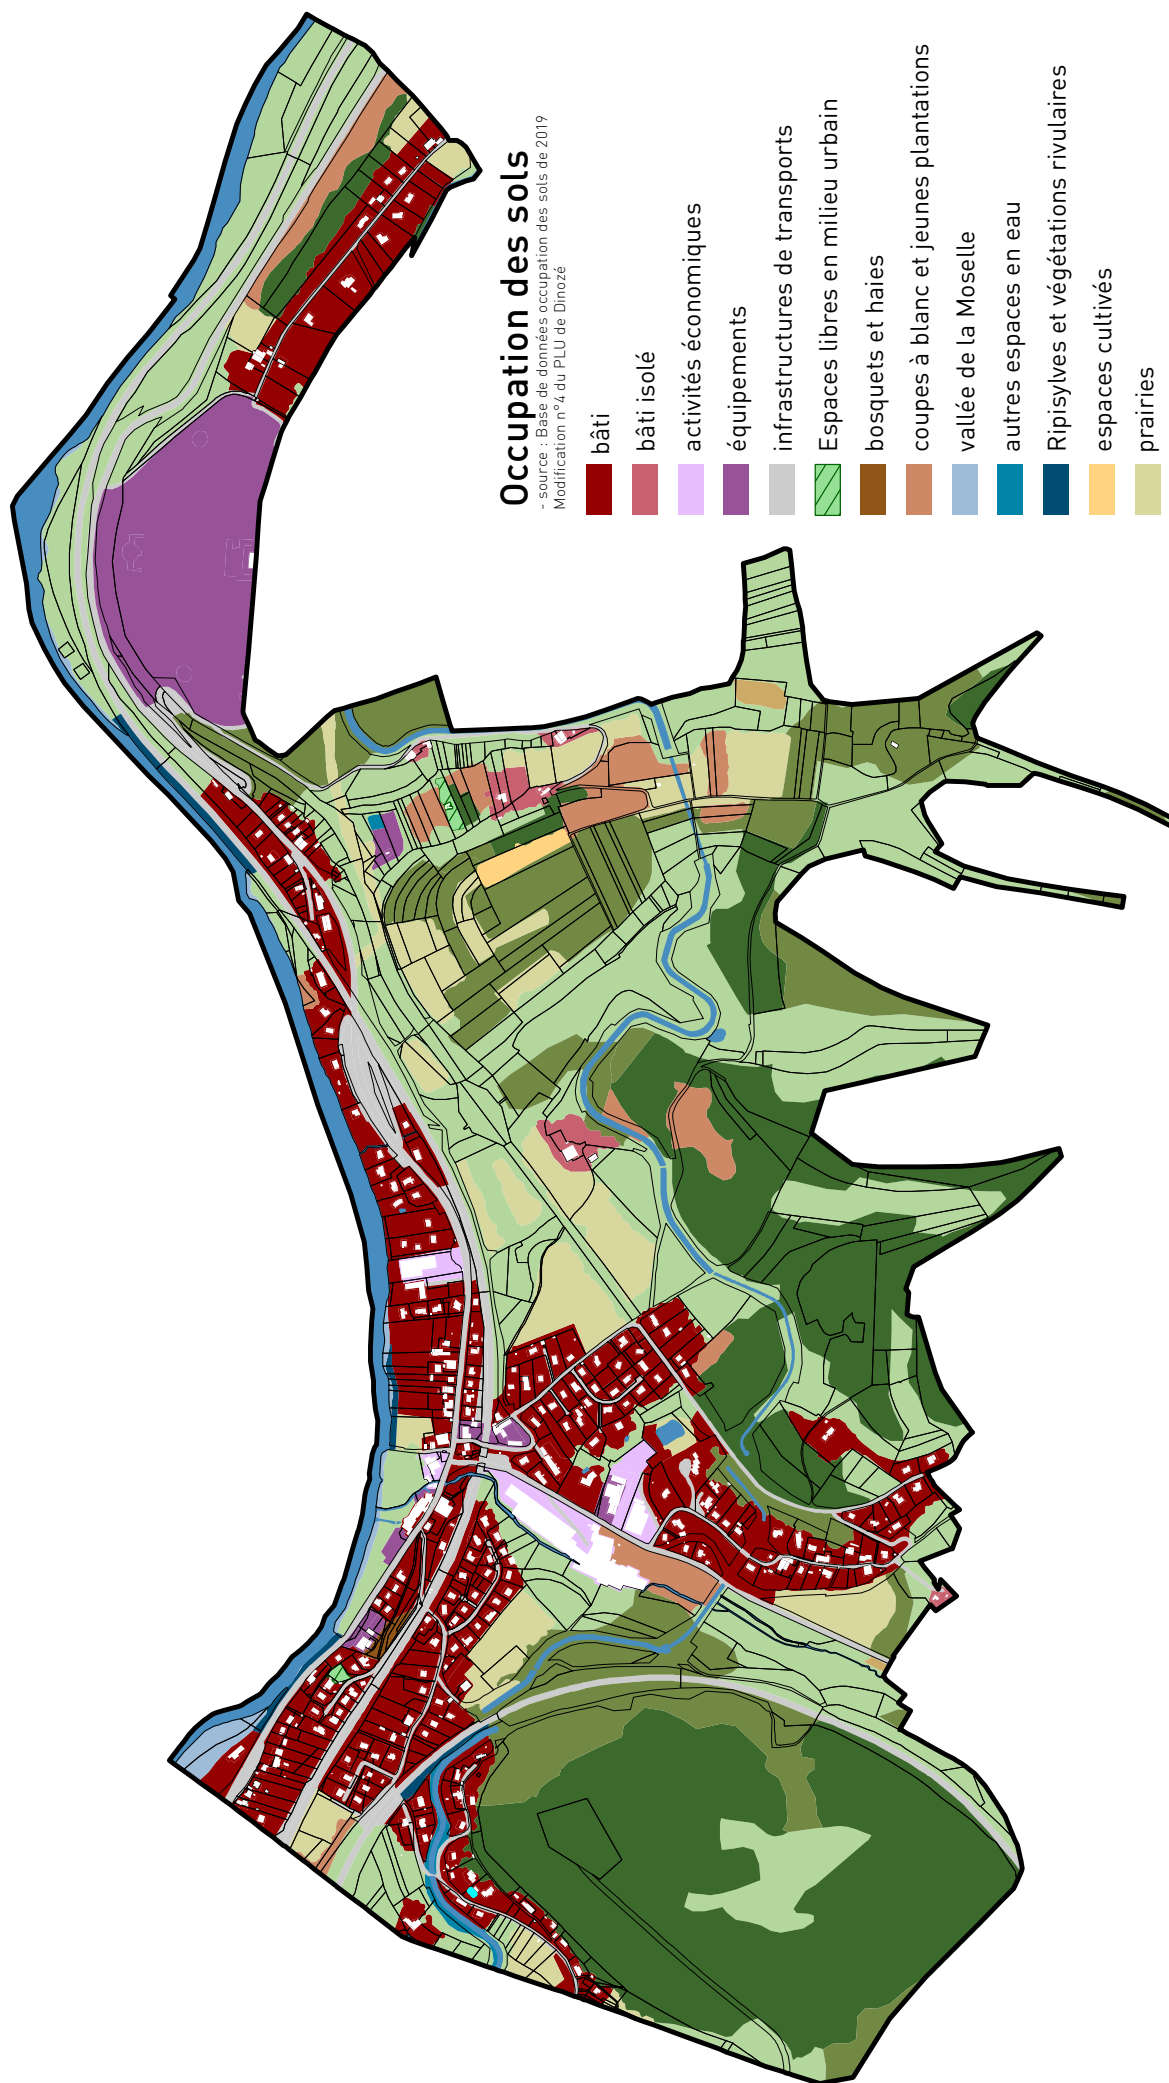 Occupation des sols
- source : Base de données occupation des sols de 2019
Modification n°4 du PLU de Dinozé
bâti
bâti isolé
activités économiques
équipements
infrastructures de transports
Espaces libres en milieu urbain
bosquets et haies
coupes à blanc et jeunes plantations
vallée de la Moselle
autres espaces en eau
Ripisylves et végétations rivulaires
espaces cultivés
prairies